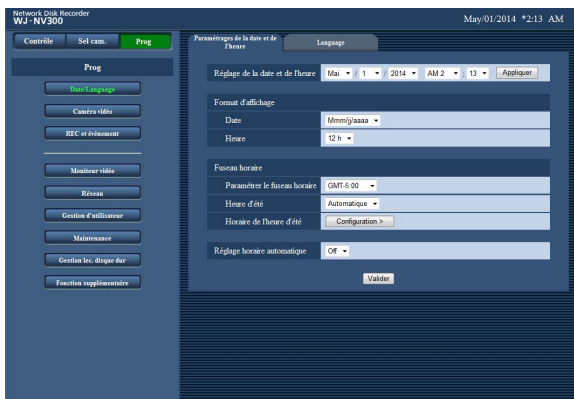 Network Disk Recorder
WJ-NV300
May/01/2014 *2:13 AM
Contrôle
Sel cam.
Prog
Prog
Date/Language
Caméra vidéo
REC et événement
Moniteur vidéo
Réseau
Gestion d'utilisateur
Maintenance
Gestion lec. disque dur
Fonction supplémentaire
Paramétrages de la date et de
l'heure
Language
Réglage de la date et de l'heure Mai / 1 / 2014 AM 2 : 13 Appliquer
Format d'affichage
Date Mmm/jj/aaaa
Heure 12 h
Fuseau horaire
Paramétrer le fuseau horaire GMT-5:00
Heure d'été Automatique
Horaire de l'heure d'été Configuration >
Réglage horaire automatique Off
Valider